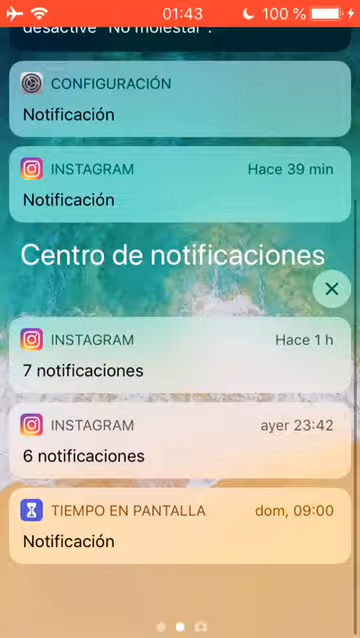 01:43
100 %
desactive "No molestar".
CONFIGURACIÓN
Notificación
INSTAGRAM
Hace 39 min
Notificación
Centro de notificaciones
INSTAGRAM
Hace 1 h
7 notificaciones
INSTAGRAM
ayer 23:42
6 notificaciones
TIEMPO EN PANTALLA
dom, 09:00
Notificación